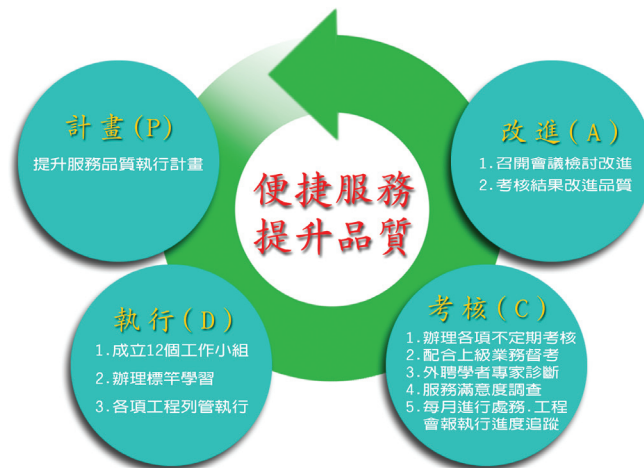 計畫(P)
提升服務品質執行計畫
改進(A)
1.召開會議檢討改進
2.考核結果改進品質
便捷服務
提升品質
執行(D)
1.成立12個工作小組
2.辦理標竿學習
3.各項工程列管執行
考核(C)
1.辦理各項不定期考核
2.配合上級業務督考
3.外聘學者專家診斷
4.服務滿意度調查
5.每月進行處務.工程
會報執行進度追蹤